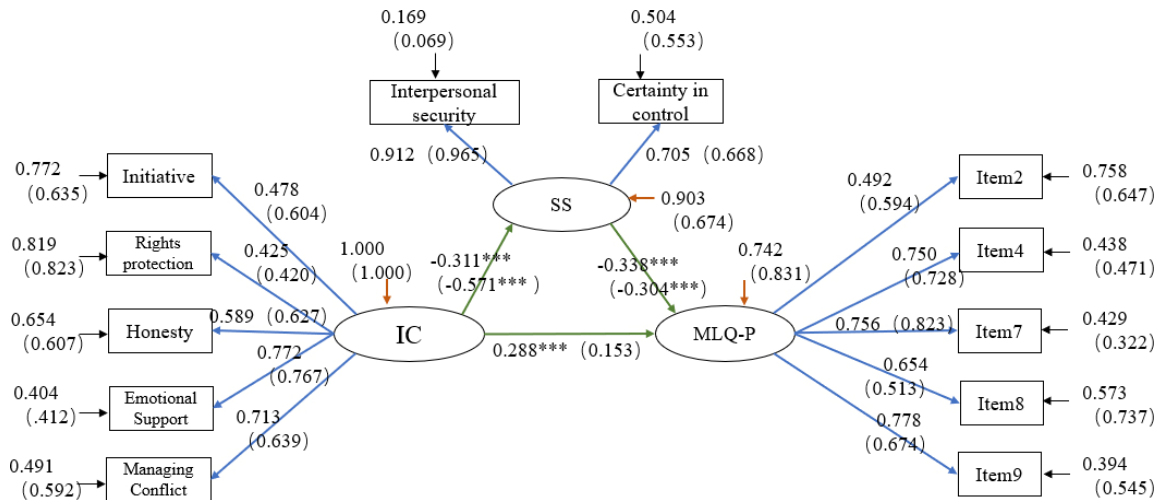 0.169
(0.069)
0.504
(0.553)
Interpersonal
security
Certainty in
control
0.912 (0.965)
0.705 (0.668)
0.772
(0.635)
Initiative
0.478
(0.604)
SS
0.903
(0.674)
0.492
(0.594)
Item2
0.758
(0.647)
0.819
(0.823)
Rights
protection
0.425
(0.420)
1.000
(1.000)
-0.311***
(-0.571*** )
-0.338***
(-0.304***)
0.742
(0.831)
0.750
(0.728)
Item4
0.438
(0.471)
0.654
(0.607)
Honesty
0.589 (0.627)
IC
0.288*** (0.153)
MLQ-P
0.756 (0.823)
Item7
0.429
(0.322)
0.404
(.412)
Emotional
Support
0.772
(0.767)
0.654
(0.513)
Item8
0.573
(0.737)
0.491
(0.592)
Managing
Conflict
0.713
(0.639)
0.778
(0.674)
Item9
0.394
(0.545)